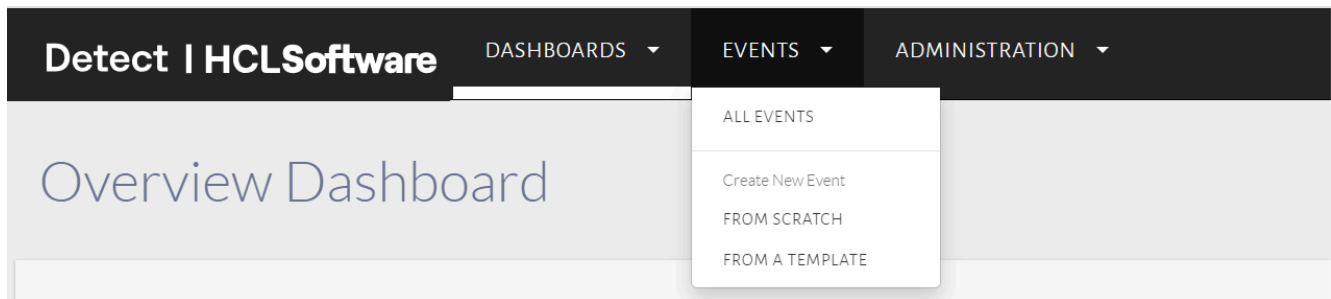 Detect | HCLSoftware DASHBOARDS EVENTS ADMINISTRATION
ALL EVENTS
Overview Dashboard
Create New Event
FROM SCRATCH
FROM A TEMPLATE